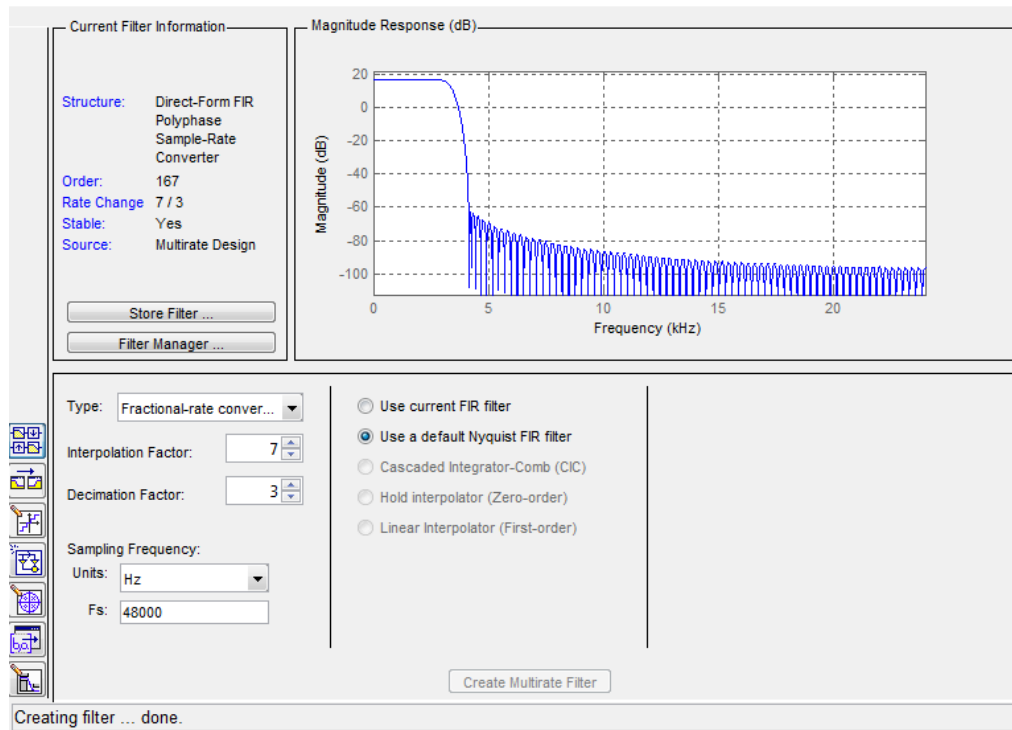 Current Filter Information
Structure: Direct-Form FIR
Polyphase
Sample-Rate
Converter
Order: 167
Rate Change 7 / 3
Stable: Yes
Source: Multirate Design
Store Filter ...
Filter Manager ...
Magnitude Response (dB)
Magnitude (dB)
20
0
-20
-40
-60
-80
-100
0 5 10 15 20
Frequency (kHz)
Type: Fractional-rate conver...
Interpolation Factor: 7
Decimation Factor: 3
Sampling Frequency:
Units: Hz
Fs: 48000
Use current FIR filter
Use a default Nyquist FIR filter
Cascaded Integrator-Comb (CIC)
Hold interpolator (Zero-order)
Linear Interpolator (First-order)
Create Multirate Filter
Creating filter ... done.